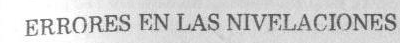 ERRORES EN LAS NIVELACIONES